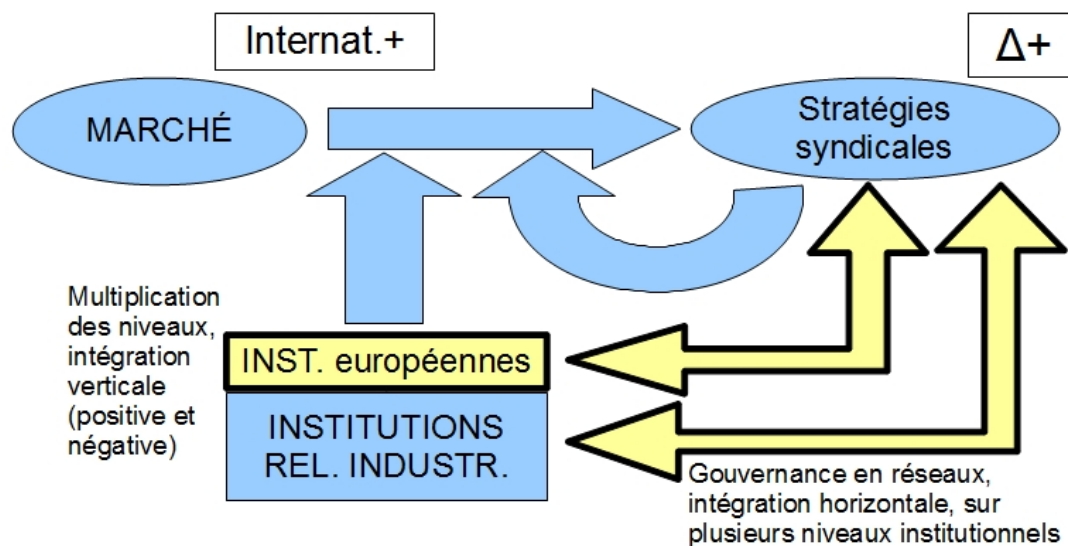 Internat.+
Δ+
MARCHÉ
Stratégies
syndicales
Multiplication
des niveaux,
intégration
verticale
(positive et
négative)
INST. européennes
INSTITUTIONS
REL. INDUSTR.
Gouvernance en réseaux,
intégration horizontale, sur
plusieurs niveaux institutionnels